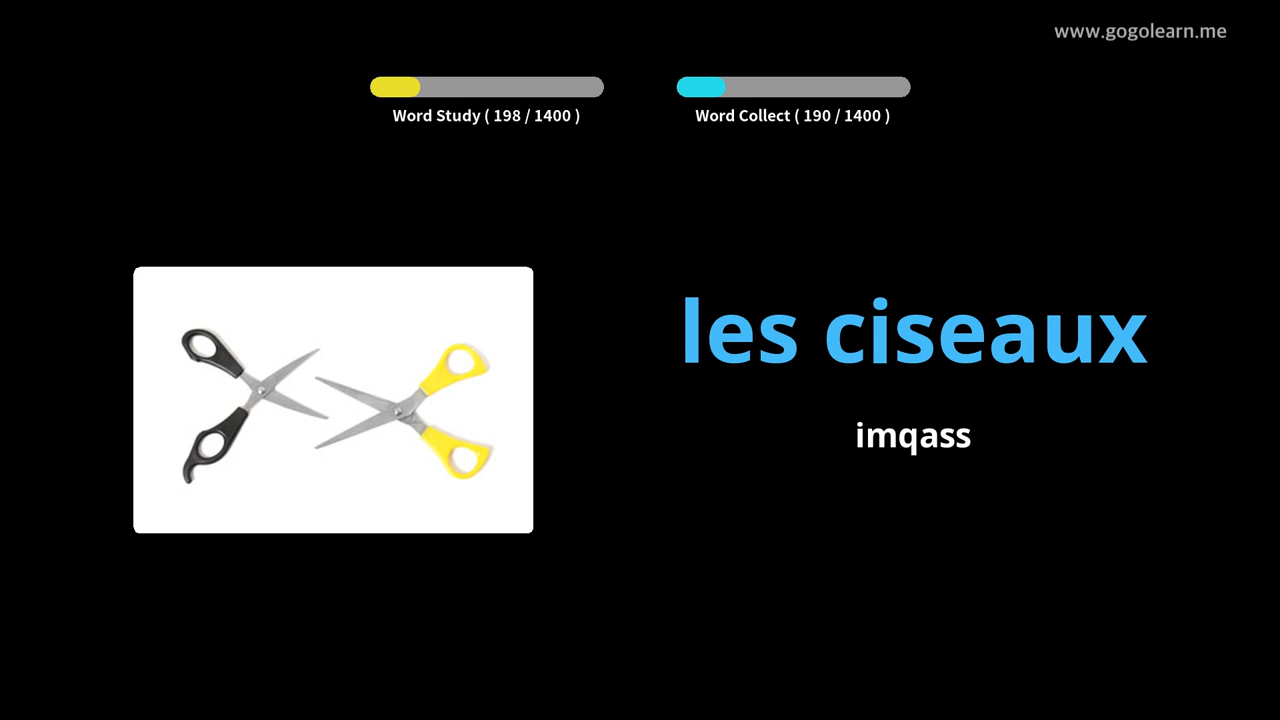 www.gogolearn.me
Word Study ( 198 / 1400 )
Word Collect ( 190 / 1400 )
les ciseaux
imqass